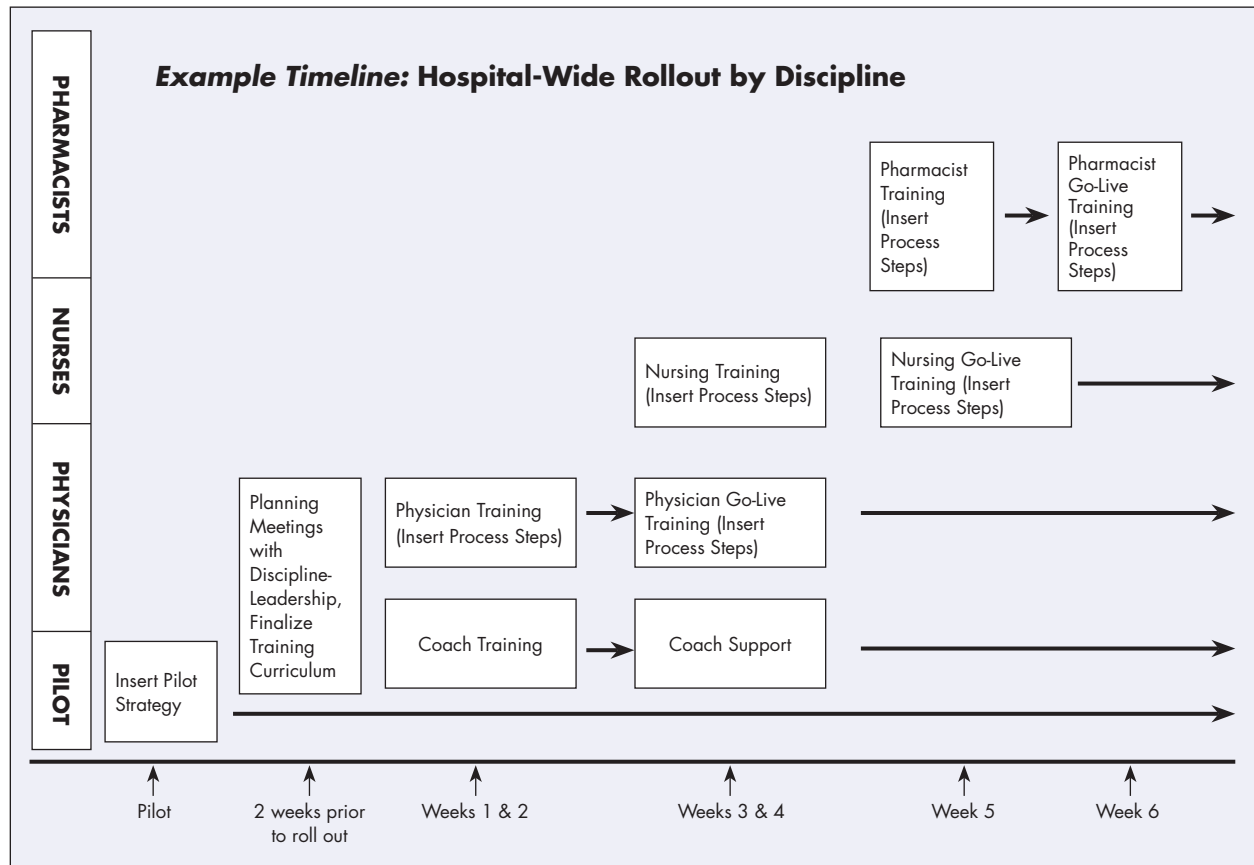 Example Timeline: Hospital-Wide Rollout by Discipline
PHARMACISTS
Pharmacist
Training
(Insert
Process
Steps)
Pharmacist
Go-Live
Training
(Insert
Process
Steps)
NURSES
Nursing Training
(Insert Process Steps)
Nursing Go-Live
Training (Insert
Process Steps)
PHYSICIANS
Planning
Meetings
with
Discipline-
Leadership,
Finalize
Training
Curriculum
Physician Training
(Insert Process Steps)
Physician Go-Live
Training (Insert
Process Steps)
Coach Training
Coach Support
PILOT
Insert Pilot
Strategy
Pilot
2 weeks prior
to roll out
Weeks 1 & 2
Weeks 3 & 4
Week 5
Week 6